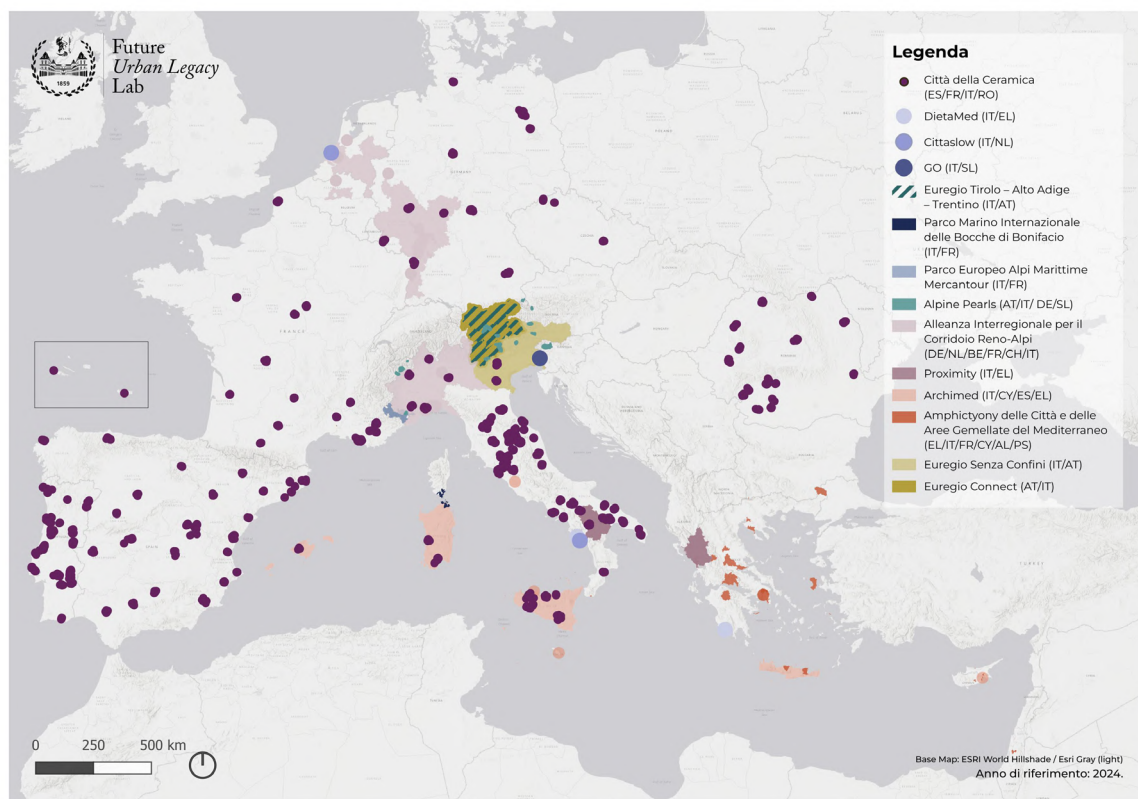 Future
Urban Legacy
Lab
1859
Legenda
Città della Ceramica
(ES/FR/IT/RO)
DietaMed (IT/EL)
Cittaslow (IT/NL)
GO (IT/SL)
Euregio Tirolo – Alto Adige
– Trentino (IT/AT)
Parco Marino Internazionale
delle Bocche di Bonifacio
(IT/FR)
Parco Europeo Alpi Marittime
Mercantour (IT/FR)
Alpine Pearls (AT/IT/ DE/SL)
Alleanza Interregionale per il
Corridoio Reno-Alpi
(DE/NL/BE/FR/CH/IT)
Proximity (IT/EL)
Archimed (IT/CY/ES/EL)
Amphictyony delle Città e delle
Aree Gemellate del Mediterraneo
(EL/IT/FR/CY/AL/PS)
Euregio Senza Confini (IT/AT)
Euregio Connect (AT/IT)
FRANCE
TURKEY
0 250 500 km
Base Map: ESRI World Hillshade / Esri Gray (light)
Anno di riferimento: 2024.